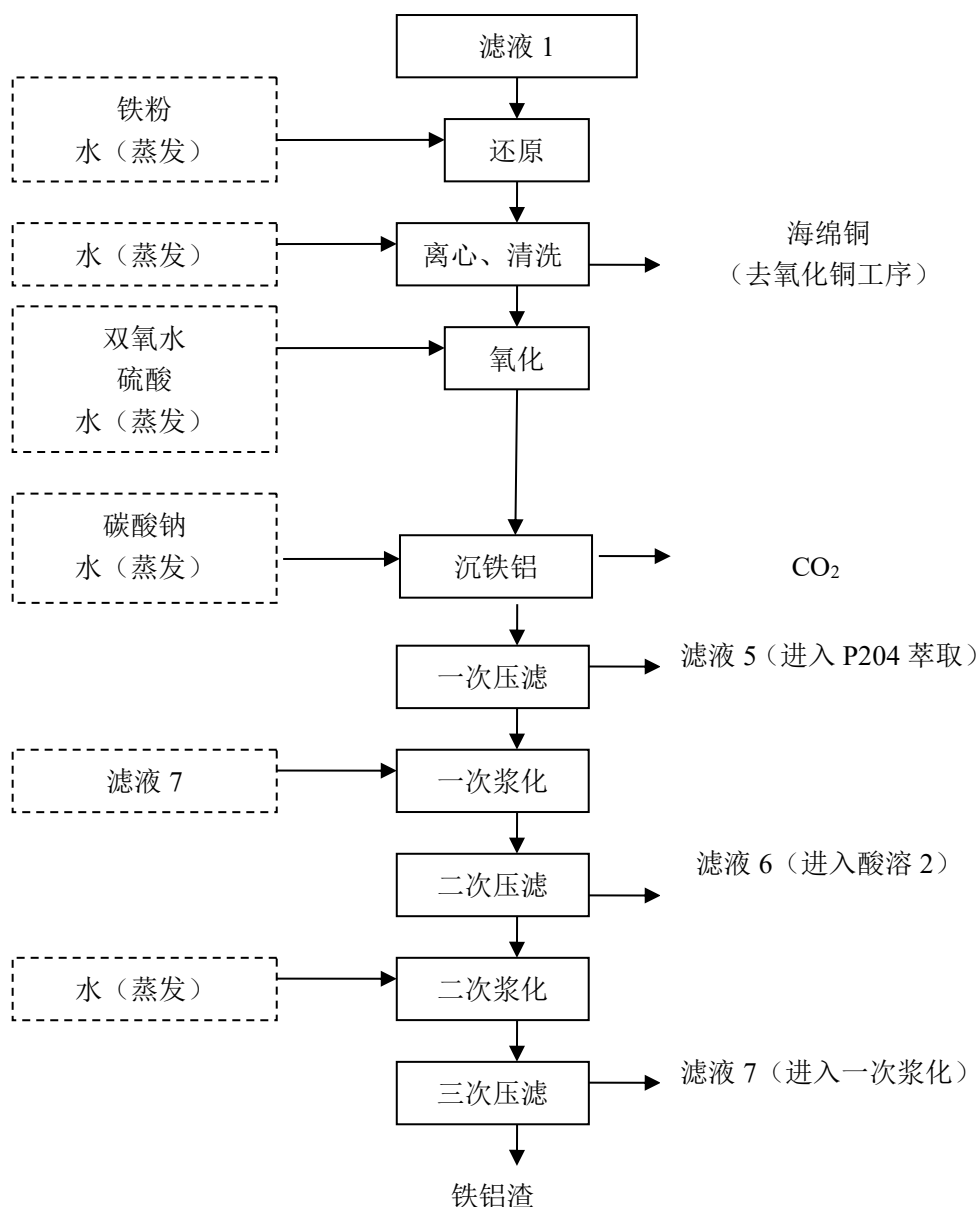 滤液 1
铁粉
水（蒸发）
还原
水（蒸发）
离心、清洗
海绵铜
（去氧化铜工序）
双氧水
硫酸
水（蒸发）
氧化
碳酸钠
水（蒸发）
沉铁铝
CO₂
一次压滤
滤液 5（进入 P204 萃取）
滤液 7
一次浆化
二次压滤
滤液 6（进入酸溶 2）
水（蒸发）
二次浆化
三次压滤
滤液 7（进入一次浆化）
铁铝渣